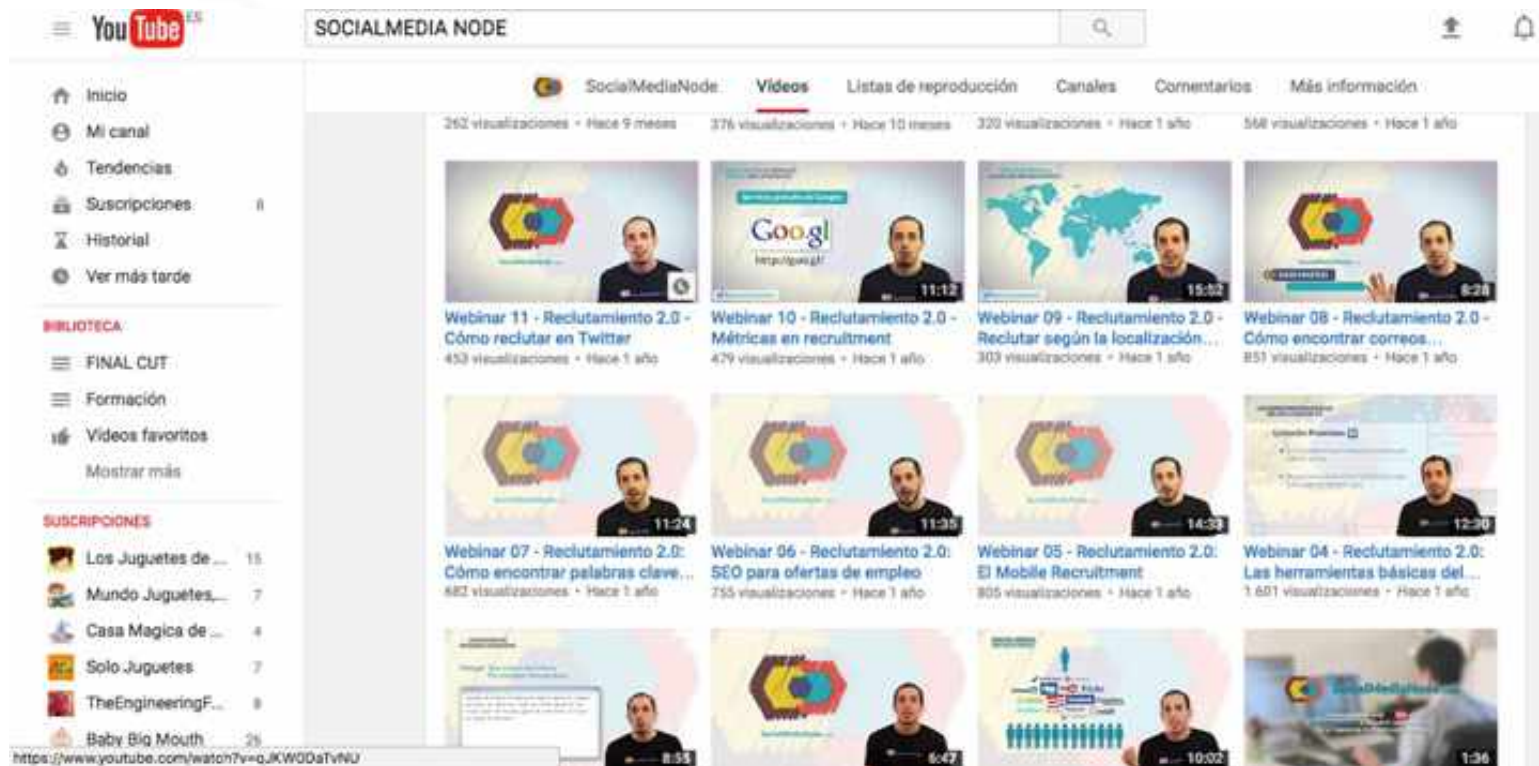 YouTube ES
SOCIALMEDIA NODE
SocialMediaNode Vídeos Listas de reproducción Canales Comentarios Más información
Inicio
Mi canal
Tendencias
Suscripciones
Historial
Ver más tarde
BIBLIOTECA
FINAL CUT
Formación
Vídeos favoritos
Mostrar más
SUSCRIPCIONES
Los Juguetes de ... 15
Mundo Juguetes,... 7
Casa Magica de ... 4
Solo Juguetes 7
TheEngineeringF... 8
Baby Big Mouth 26
https://www.youtube.com/watch?v=qJKW0DaTvNU
262 visualizaciones • Hace 9 meses 376 visualizaciones • Hace 10 meses 320 visualizaciones • Hace 1 año 568 visualizaciones • Hace 1 año
Goo.gl
http://goo.gl/
11:12 15:52 8:28
Webinar 11 - Reclutamiento 2.0 - Webinar 10 - Reclutamiento 2.0 - Webinar 09 - Reclutamiento 2.0 - Webinar 08 - Reclutamiento 2.0 -
Cómo reclutar en Twitter Métricas en recruitment Reclutar según la localización... Cómo encontrar correos...
453 visualizaciones • Hace 1 año 479 visualizaciones • Hace 1 año 303 visualizaciones • Hace 1 año 851 visualizaciones • Hace 1 año
11:24 11:35 14:33 12:30
Webinar 07 - Reclutamiento 2.0: Webinar 06 - Reclutamiento 2.0: Webinar 05 - Reclutamiento 2.0: Webinar 04 - Reclutamiento 2.0:
Cómo encontrar palabras clave... SEO para ofertas de empleo El Mobile Recruitment Las herramientas básicas del...
682 visualizaciones • Hace 1 año 755 visualizaciones • Hace 1 año 805 visualizaciones • Hace 1 año 1 601 visualizaciones • Hace 1 año
SocialMediaNode
8:55 6:47 10:02 1:36